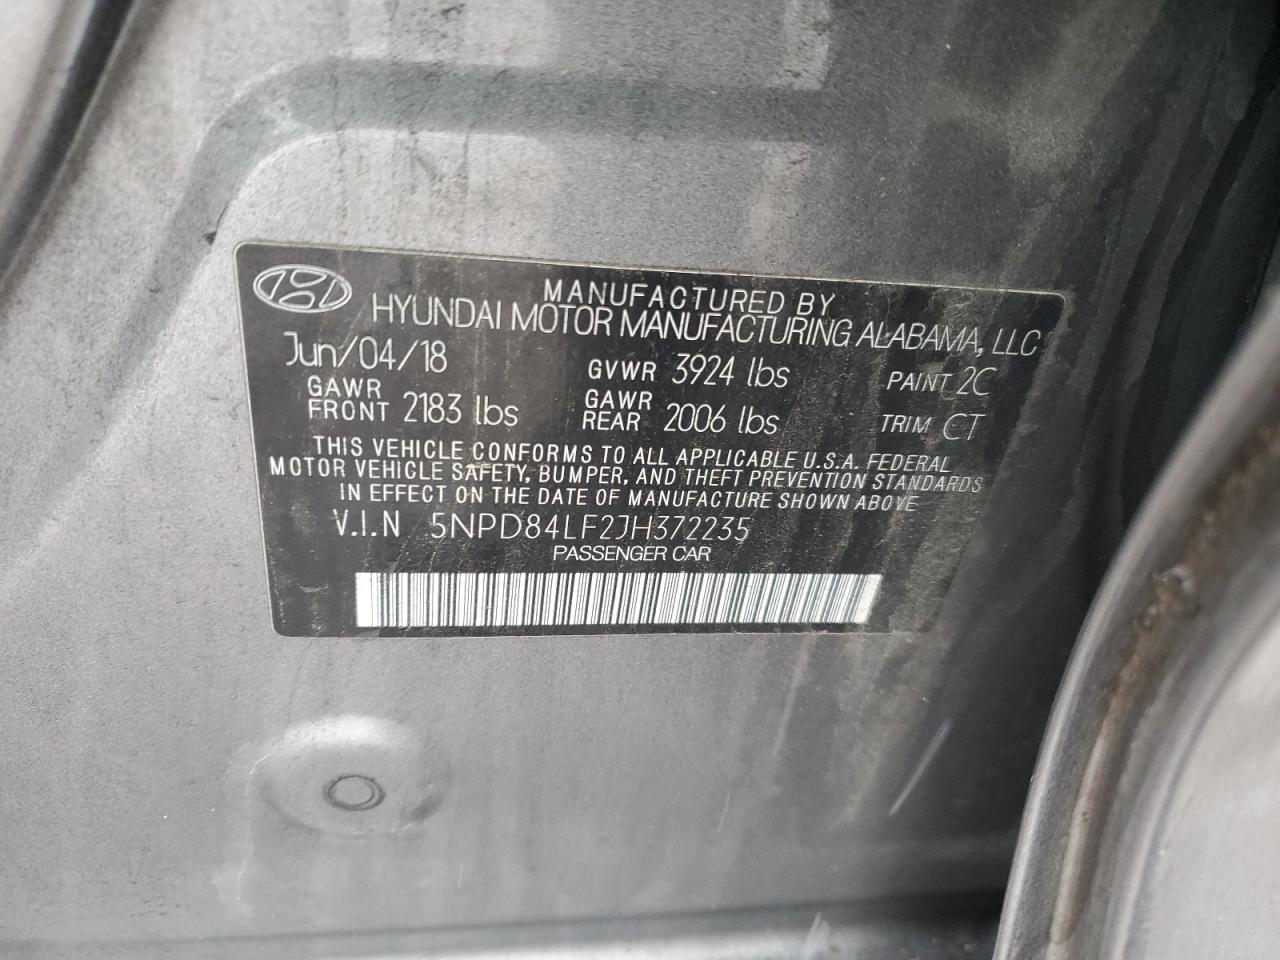 MANUFACTURED BY
HYUNDAI MOTOR MANUFACTURING ALABAMA, LLC
Jun/04/18 GVWR 3924 lbs PAINT 2C
GAWR FRONT 2183 lbs GAWR REAR 2006 lbs TRIM CT
THIS VEHICLE CONFORMS TO ALL APPLICABLE U.S.A. FEDERAL
MOTOR VEHICLE SAFETY, BUMPER, AND THEFT PREVENTION STANDARDS
IN EFFECT ON THE DATE OF MANUFACTURE SHOWN ABOVE
V.I.N 5NPD84LF2JH372235
PASSENGER CAR